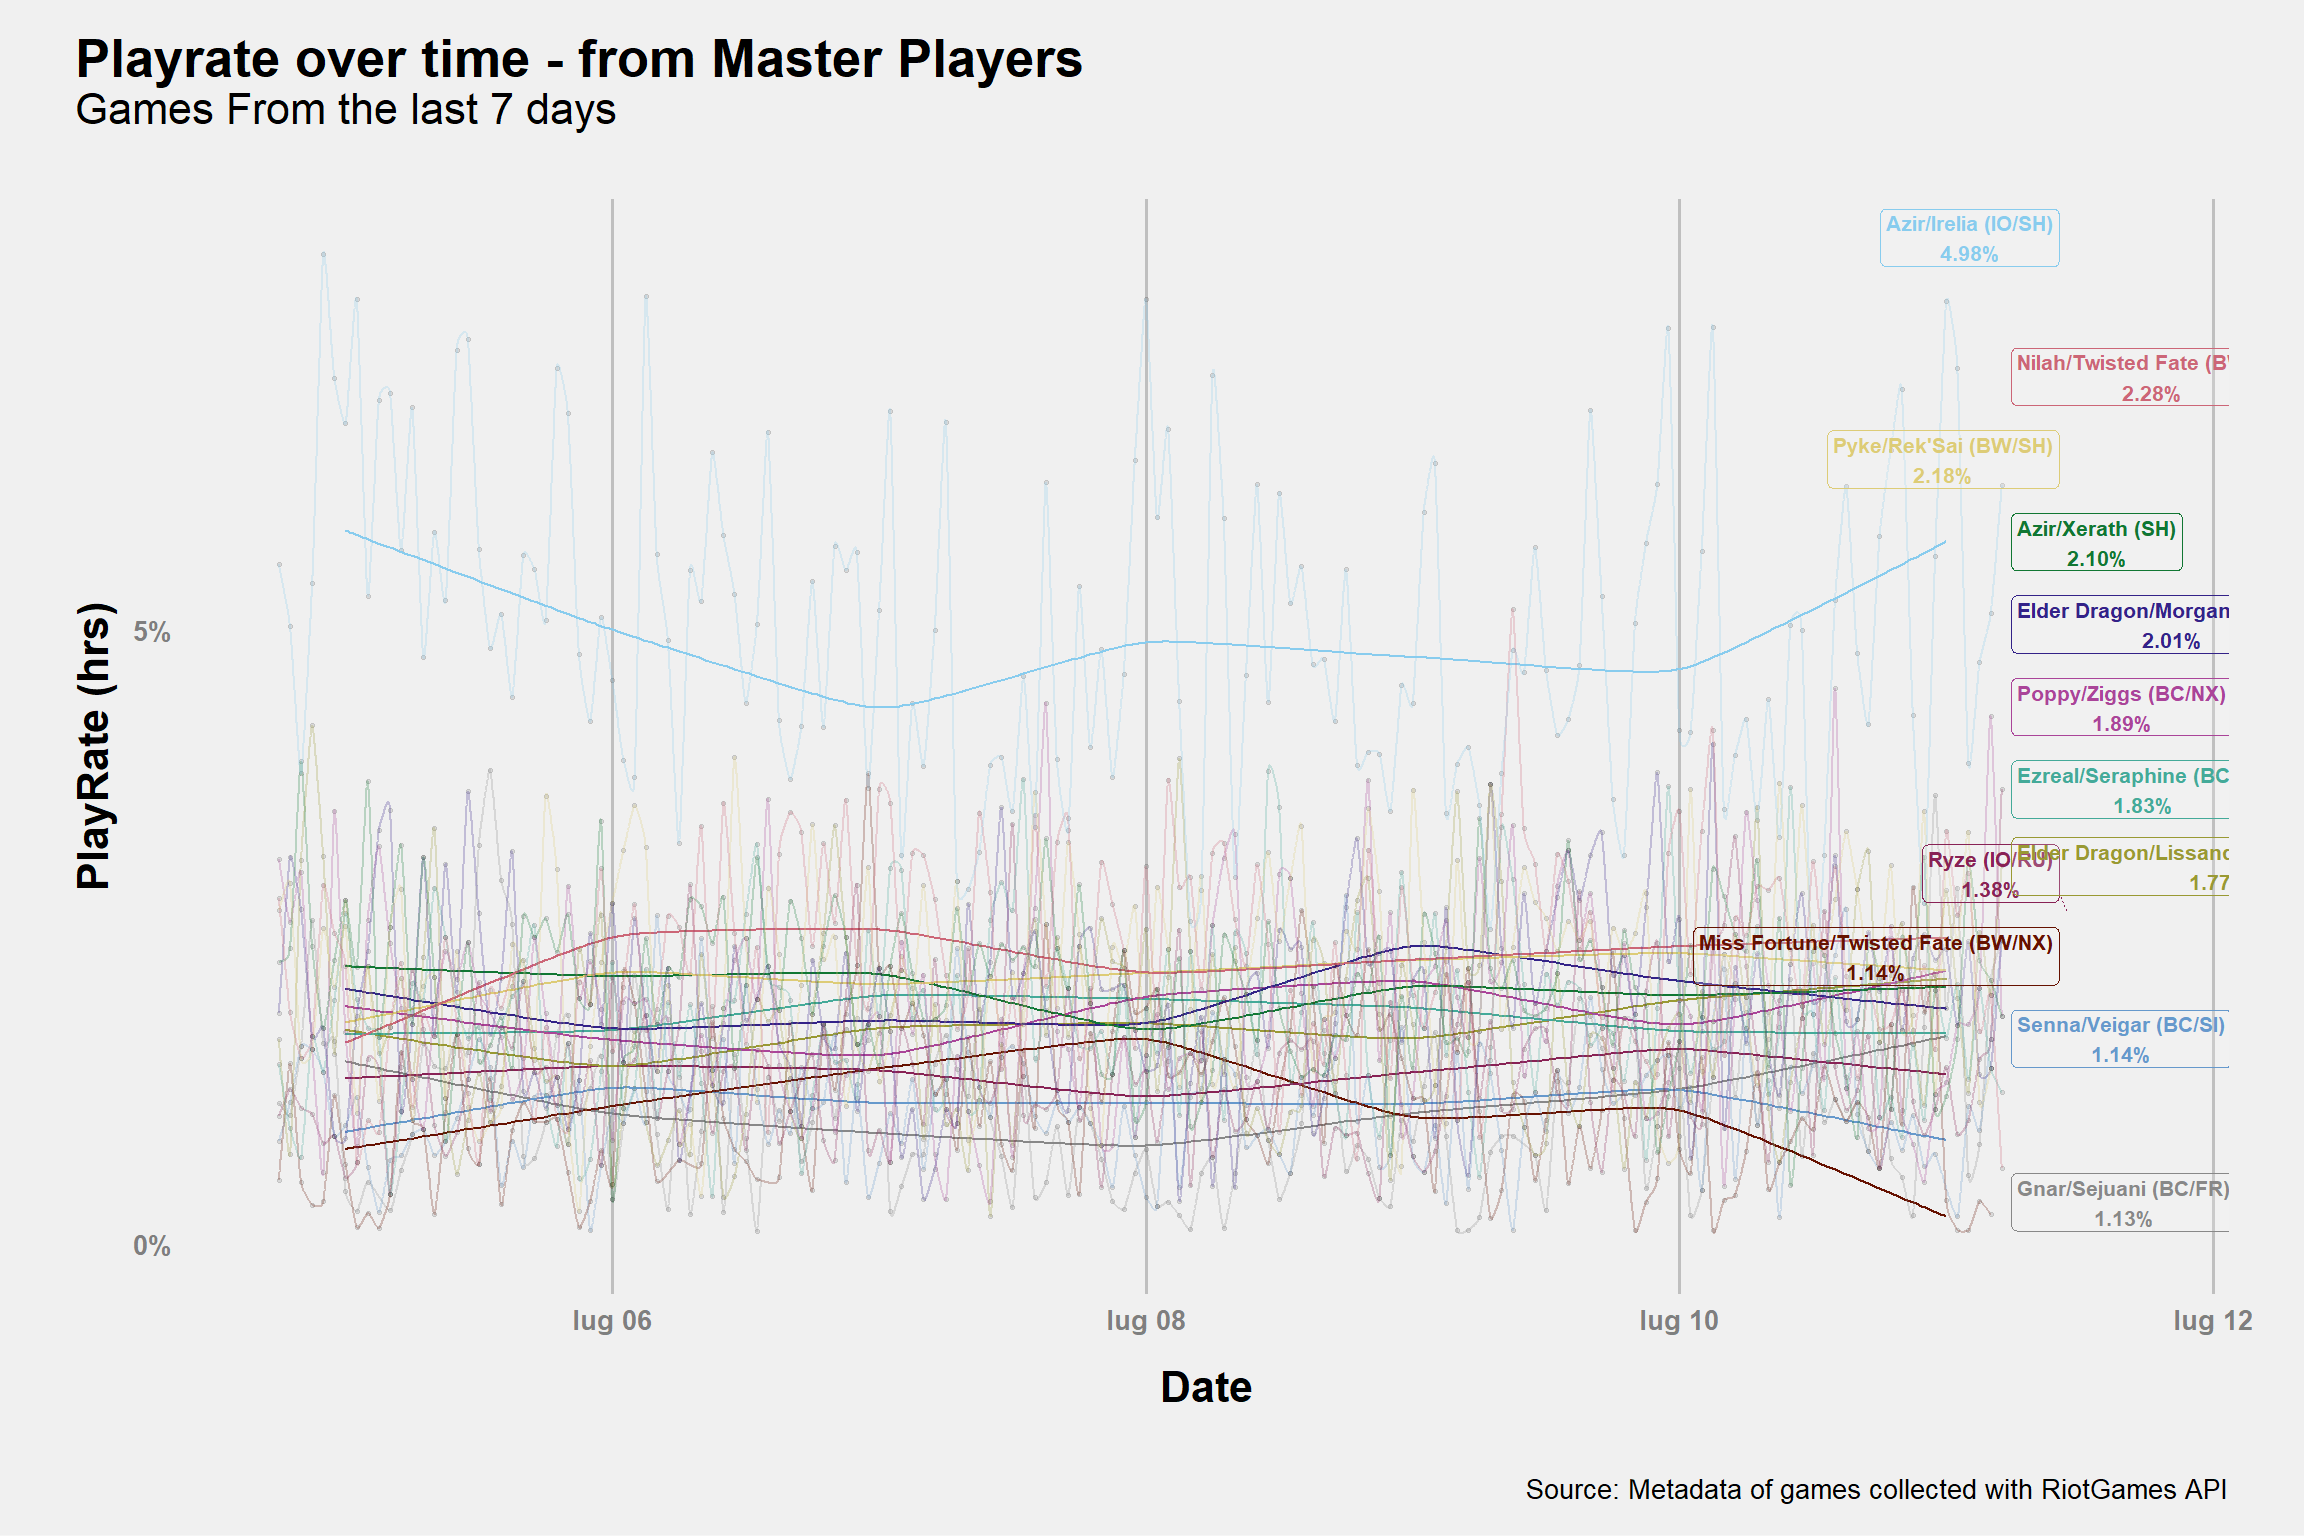 Playrate over time - from Master Players
Games From the last 7 days
PlayRate (hrs)
5%
0%
Azir/Irelia (IO/SH)
4.98%
Nilah/Twisted Fate (BW
2.28%
Pyke/Rek'Sai (BW/SH)
2.18%
Azir/Xerath (SH)
2.10%
Elder Dragon/Morgan
2.01%
Poppy/Ziggs (BC/NX)
1.89%
Ezreal/Seraphine (BC
1.83%
Elder Dragon/Lissand
1.77
Ryze (IO/RU)
1.38%
Miss Fortune/Twisted Fate (BW/NX)
1.14%
Senna/Veigar (BC/SI)
1.14%
Gnar/Sejuani (BC/FR)
1.13%
lug 06
lug 08
lug 10
lug 12
Date
Source: Metadata of games collected with RiotGames API